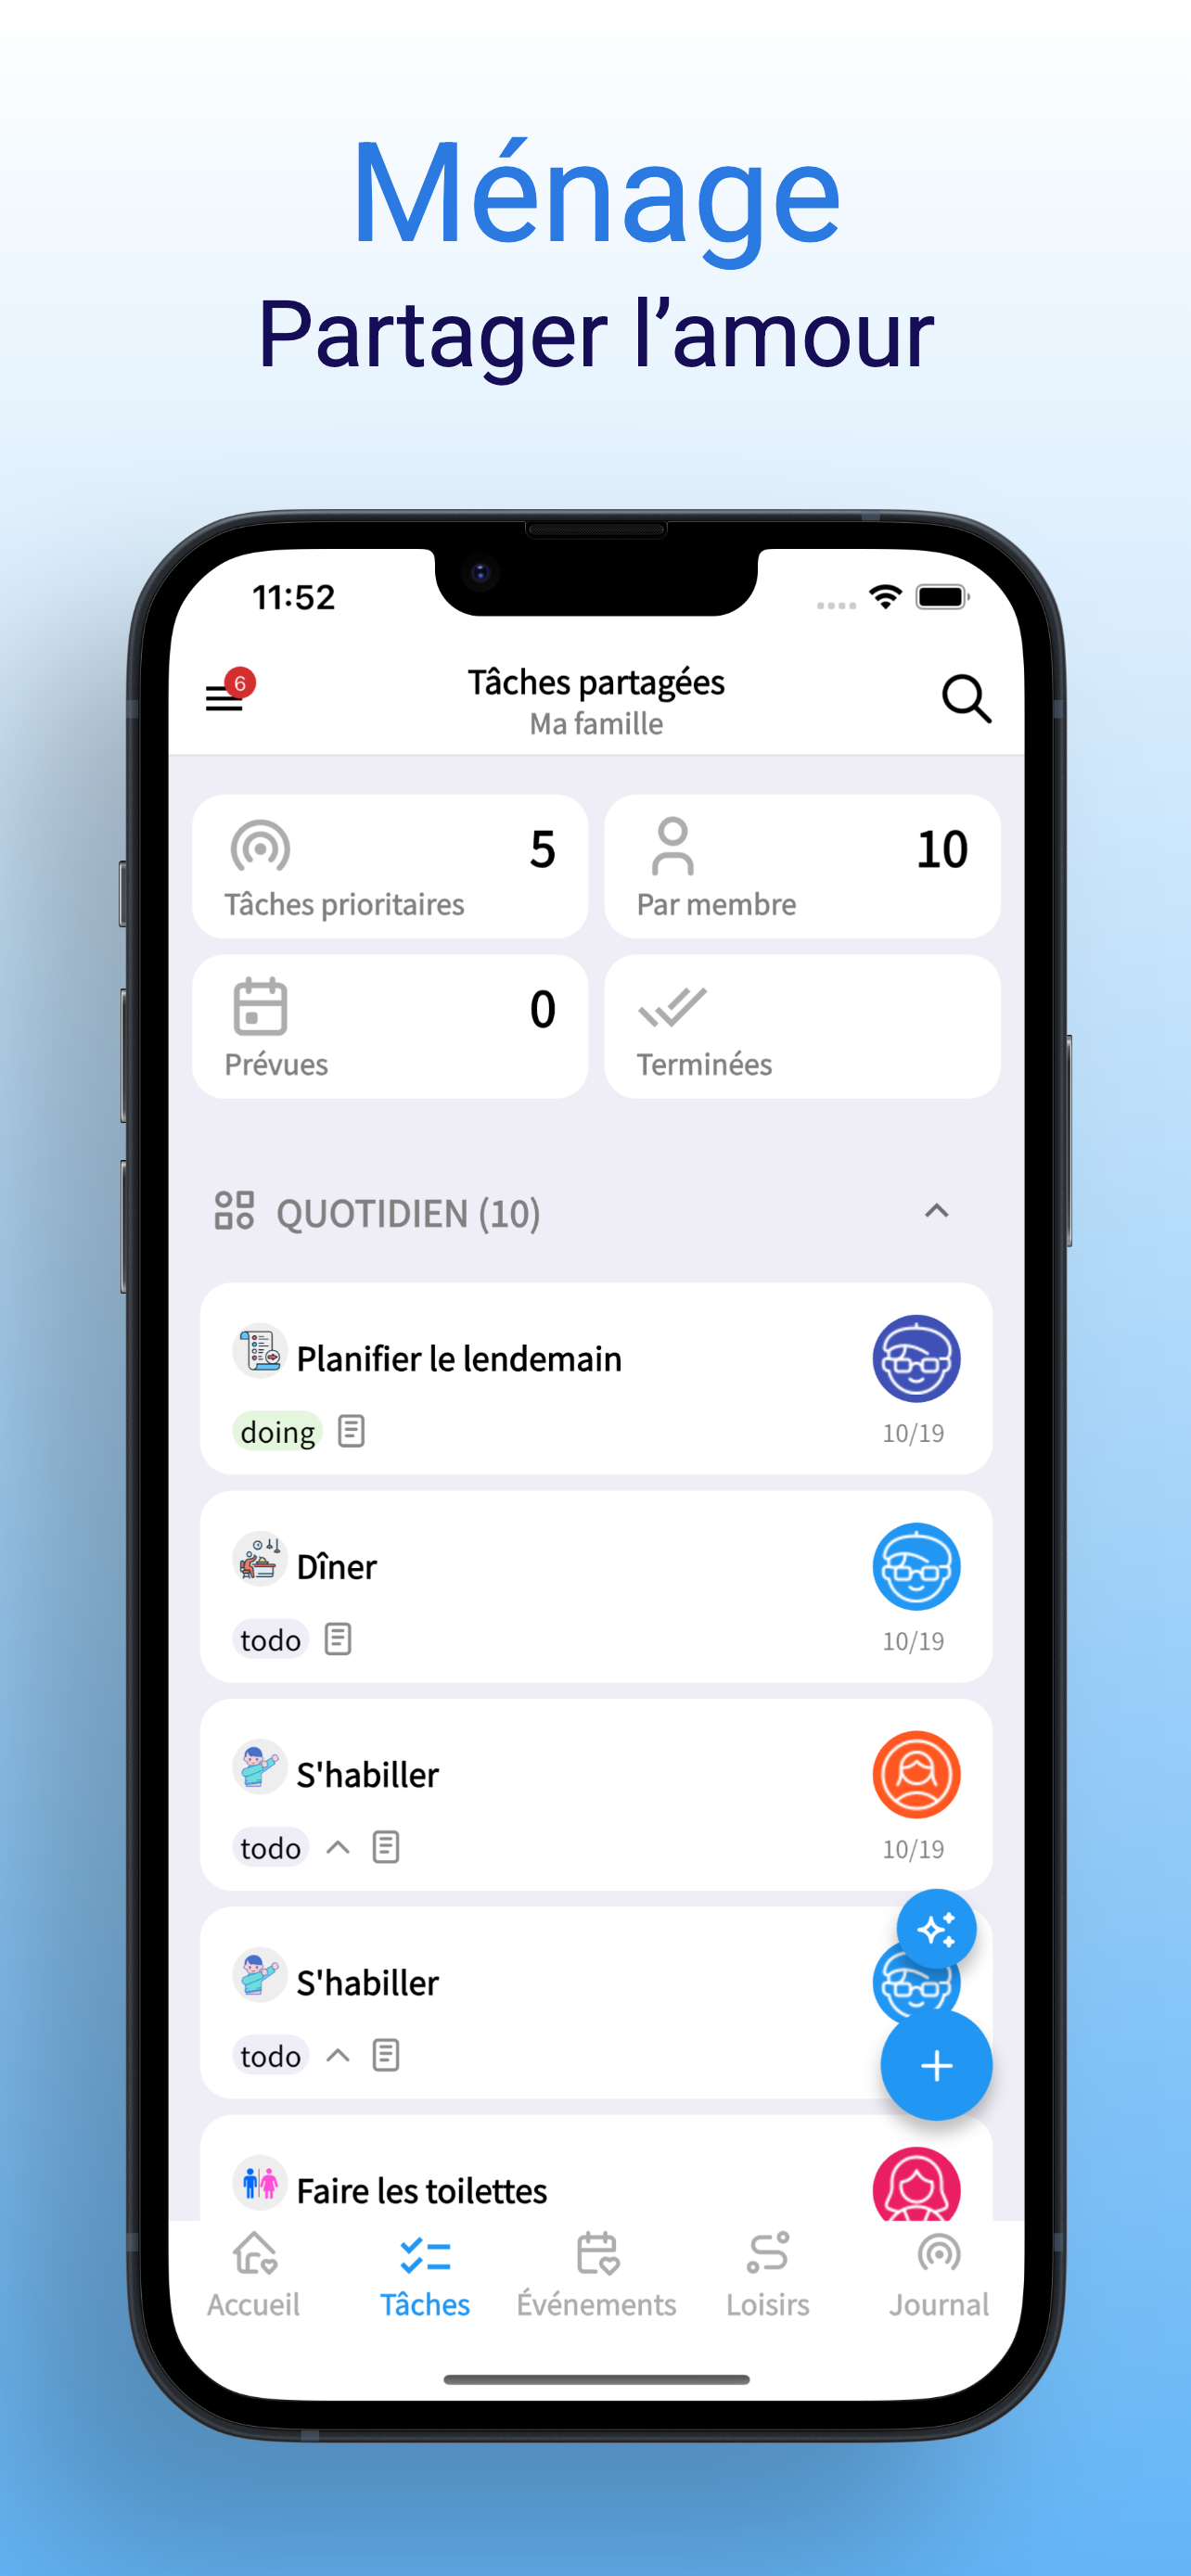 Ménage
Partager l’amour
11:52
6
Tâches partagées
Ma famille
5
Tâches prioritaires
10
Par membre
0
Prévues
Terminées
QUOTIDIEN (10)
Planifier le lendemain
doing
10/19
Dîner
todo
10/19
S'habiller
todo
10/19
S'habiller
todo
Faire les toilettes
Accueil
Tâches
Événements
Loisirs
Journal